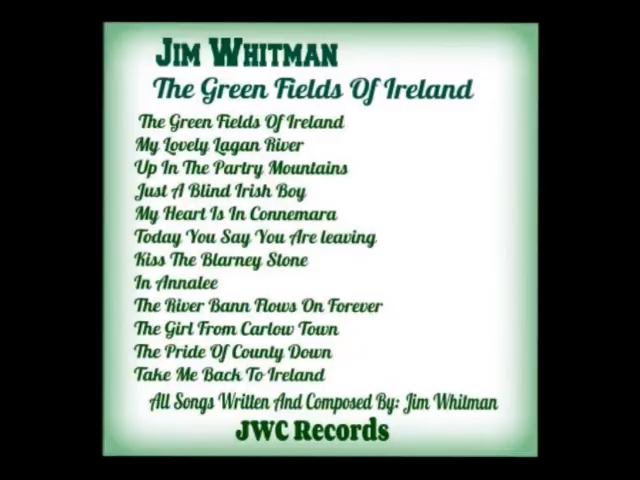 JIM WHITMAN
The Green Fields Of Ireland
The Green Fields Of Ireland
My Lovely Lagan River
Up In The Partry Mountains
Just A Blind Irish Boy
My Heart Is In Connemara
Today You Say You Are leaving
Kiss The Blarney Stone
In Annalee
The River Bann Flows On Forever
The Girl From Carlow Town
The Pride Of County Down
Take Me Back To Ireland
All Songs Written And Composed By: Jim Whitman
JWC Records